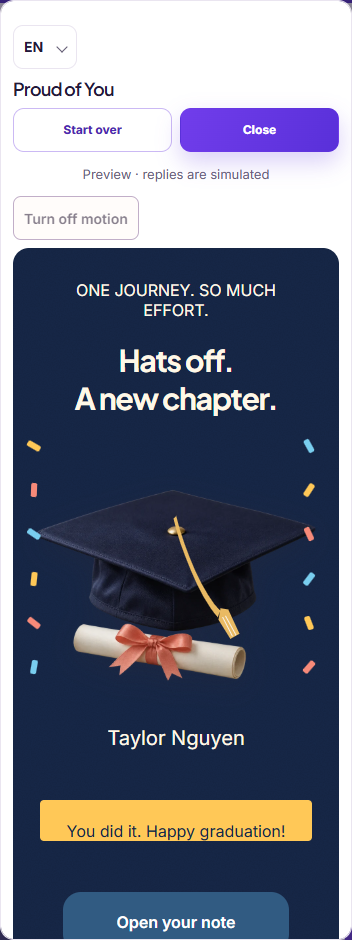 EN
Proud of You
Start over
Close
Preview · replies are simulated
Turn off motion
ONE JOURNEY. SO MUCH
EFFORT.
Hats off.
A new chapter.
Taylor Nguyen
You did it. Happy graduation!
Open your note